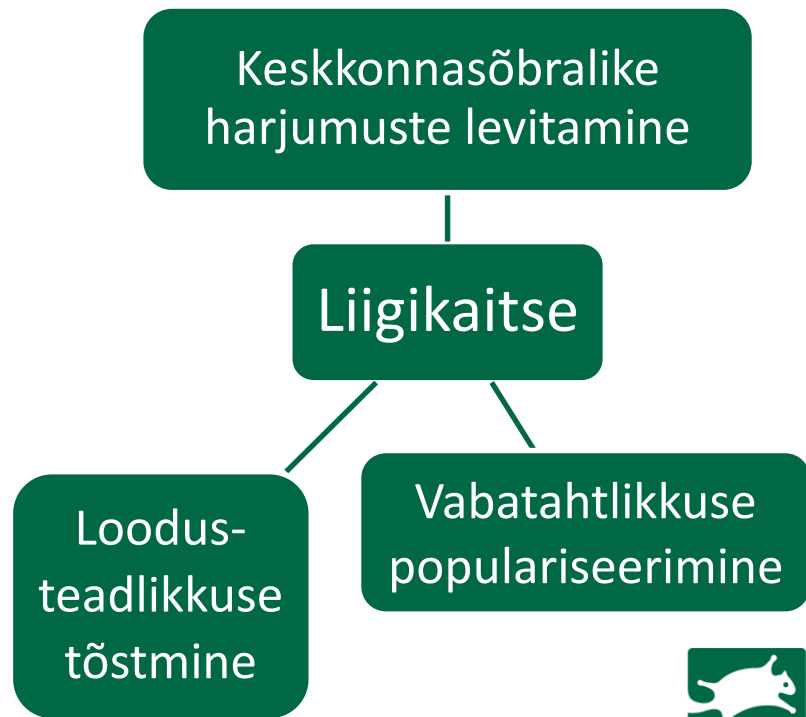 Keskkonnasõbralike
harjumuste levitamine
Liigikaitse
Loodus-
teadlikkuse
tõstmine
Vabatahtlikkuse
populariseerimine